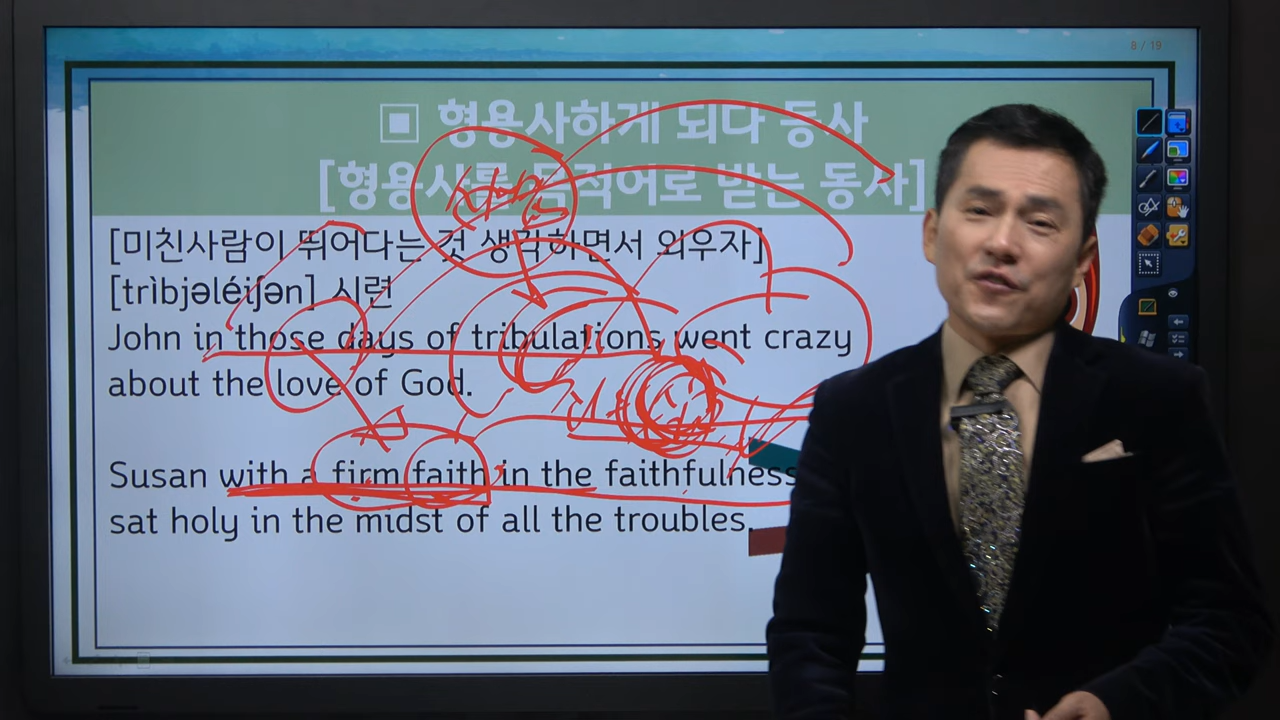 8 / 19
▣ 형용사하게 되다 동사
[형용사를 목적어로 받는 동사]
[미친사람이 뛰어다는 것 생각하면서 외우자]
[trìbjəléiʃən] 시련
John in those days of tribulations went crazy
about the love of God.
Susan with a firm faith in the faithfulness
sat holy in the midst of all the troubles.